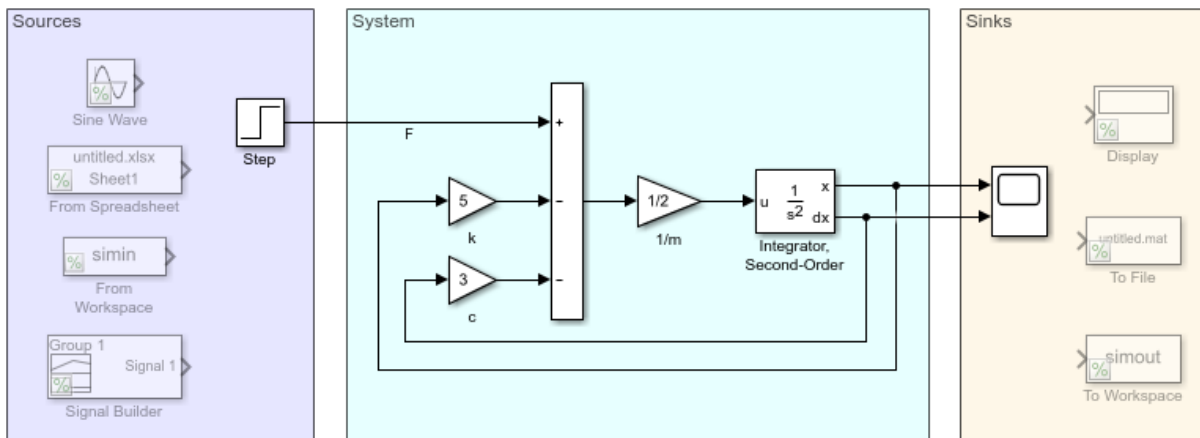 Sources
%
Sine Wave
untitled.xlsx
Sheet1
%
From Spreadsheet
simin
%
From
Workspace
Group 1
Signal 1
%
Signal Builder
Step
System
F
+
5
-
k
3
-
c
1/2
1/m
u
1
s2
x
dx
Integrator,
Second-Order
Sinks
%
Display
untitled.mat
%
To File
simout
%
To Workspace